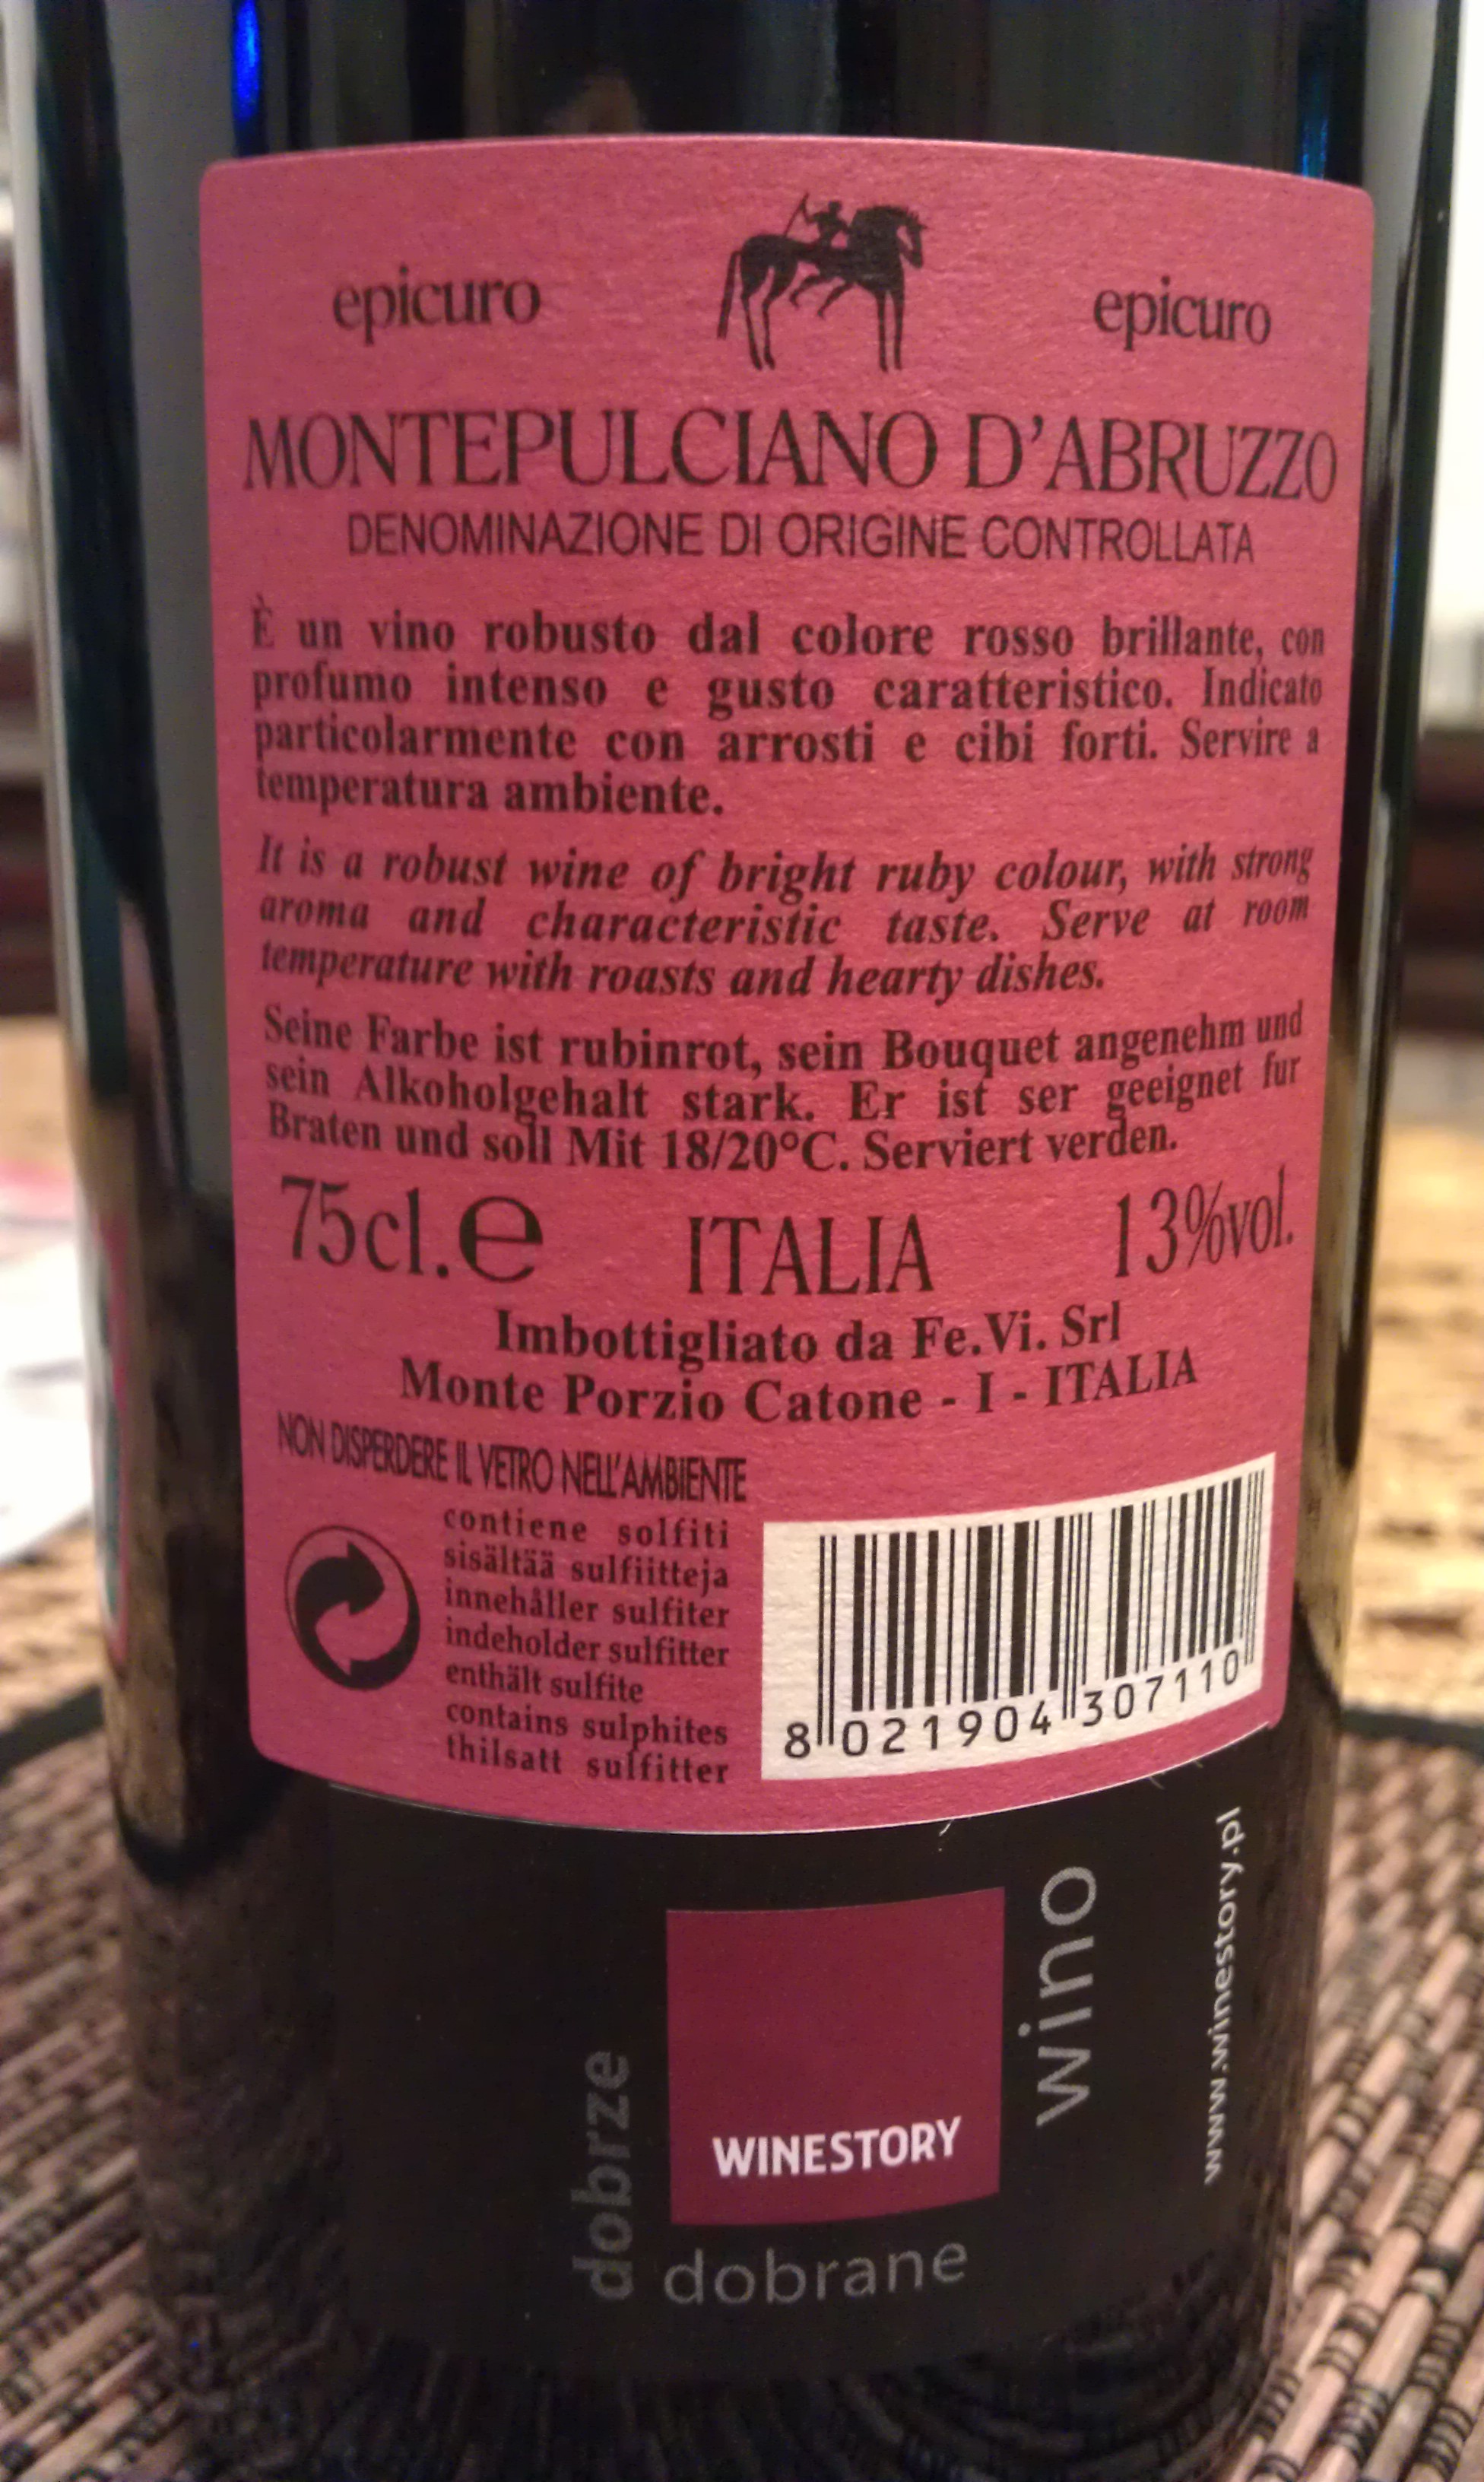 epicuro epicuro
MONTEPULCIANO D'ABRUZZO
DENOMINAZIONE DI ORIGINE CONTROLLATA
È un vino robusto dal colore rosso brillante, con
profumo intenso e gusto caratteristico. Indicato
particolarmente con arrosti e cibi forti. Servire a
temperatura ambiente.
It is a robust wine of bright ruby colour, with strong
aroma and characteristic taste. Serve at room
temperature with roasts and hearty dishes.
Seine Farbe ist rubinrot, sein Bouquet angenehm und
sein Alkoholgehalt stark. Er ist ser geeignet fur
Braten und soll Mit 18/20°C. Serviert verden.
75cl.e ITALIA 13%vol.
Imbottigliato da Fe.Vi. Srl
Monte Porzio Catone - I - ITALIA
NON DISPERDERE IL VETRO NELL'AMBIENTE
contiene solfiti
sisältää sulfiitteja
innehåller sulfiter
indeholder sulfitter
enthält sulfite
contains sulphites
thilsatt sulfitter
8 021904 307110
dobrze
WINESTORY
dobrane
wino
www.winestory.pl